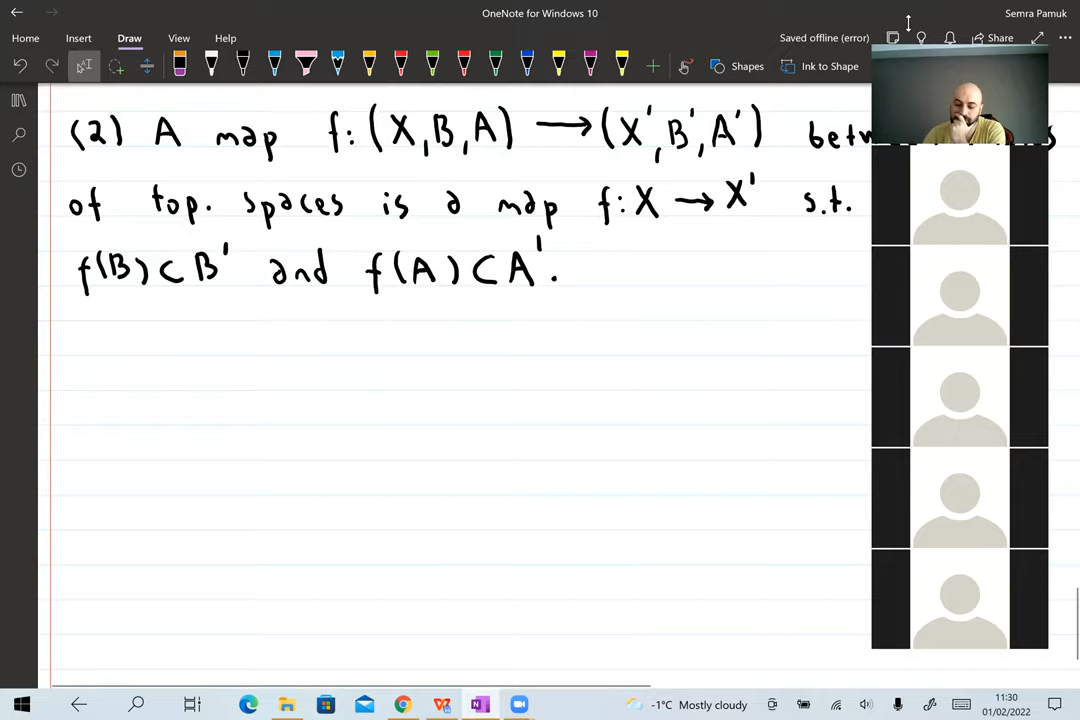 OneNote for Windows 10
Semra Pamuk
Home Insert Draw View Help
Saved offline (error)
Share
Shapes
Ink to Shape
(2) A map f: (X, B, A) ⟶ (X', B', A')
of top. spaces is a map f: X → X' s.t.
f(B) ⊂ B' and f(A) ⊂ A'.
-1°C Mostly cloudy
11:30
01/02/2022